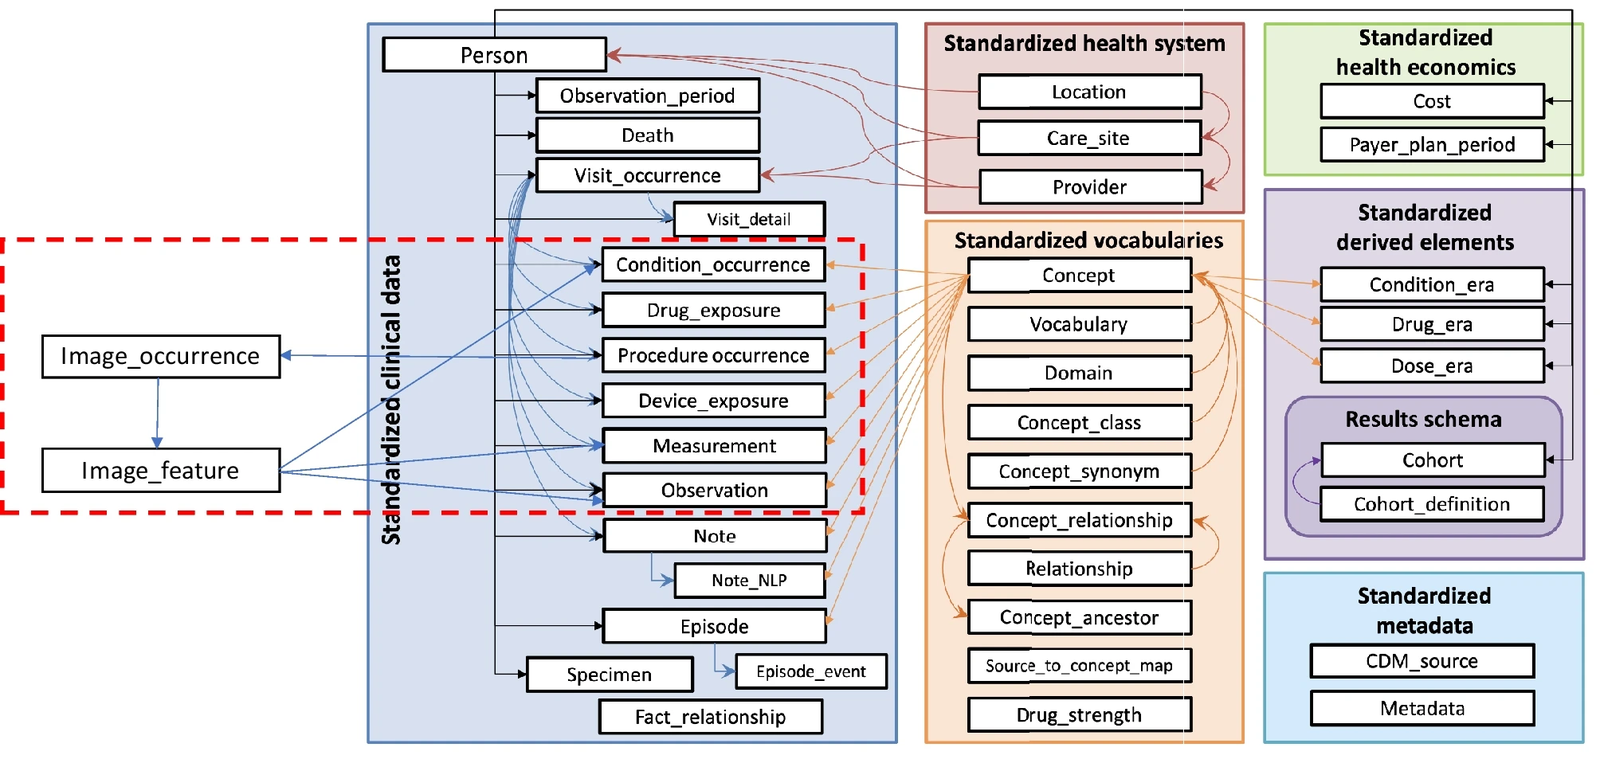 Person
Observation_period
Death
Visit_occurrence
Visit_detail
Condition_occurrence
Drug_exposure
Procedure occurrence
Device_exposure
Measurement
Observation
Note
Note_NLP
Episode
Episode_event
Specimen
Fact_relationship
Standardized clinical data
Image_occurrence
Image_feature
Standardized health system
Location
Care_site
Provider
Standardized vocabularies
Concept
Vocabulary
Domain
Concept_class
Concept_synonym
Concept_relationship
Relationship
Concept_ancestor
Source_to_concept_map
Drug_strength
Standardized
health economics
Cost
Payer_plan_period
Standardized
derived elements
Condition_era
Drug_era
Dose_era
Results schema
Cohort
Cohort_definition
Standardized
metadata
CDM_source
Metadata